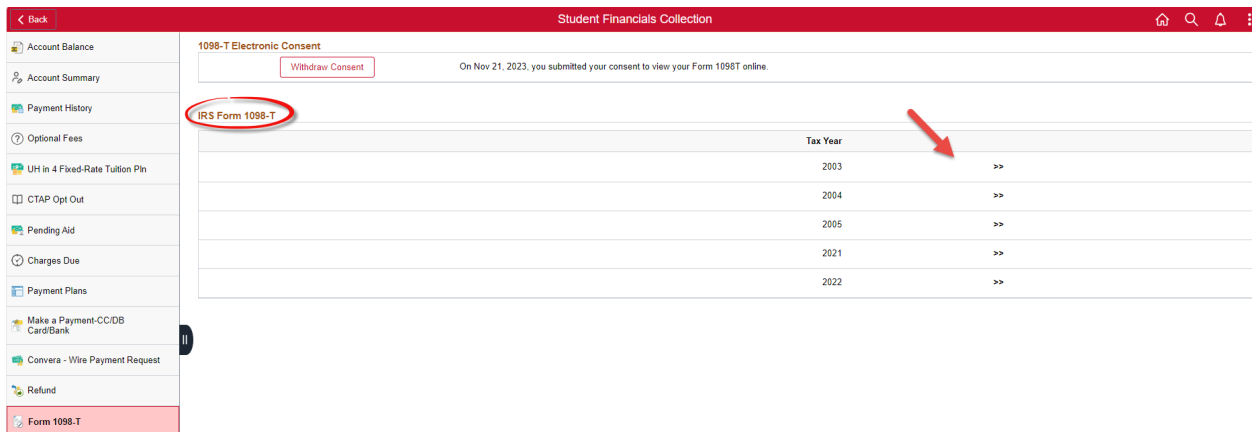 Back
Student Financials Collection
Account Balance
Account Summary
Payment History
Optional Fees
UH in 4 Fixed-Rate Tuition Pln
CTAP Opt Out
Pending Aid
Charges Due
Payment Plans
Make a Payment-CC/DB
Card/Bank
Convera - Wire Payment Request
Refund
Form 1098-T
1098-T Electronic Consent
Withdraw Consent
On Nov 21, 2023, you submitted your consent to view your Form 1098T online.
IRS Form 1098-T
Tax Year
2003 >>
2004 >>
2005 >>
2021 >>
2022 >>